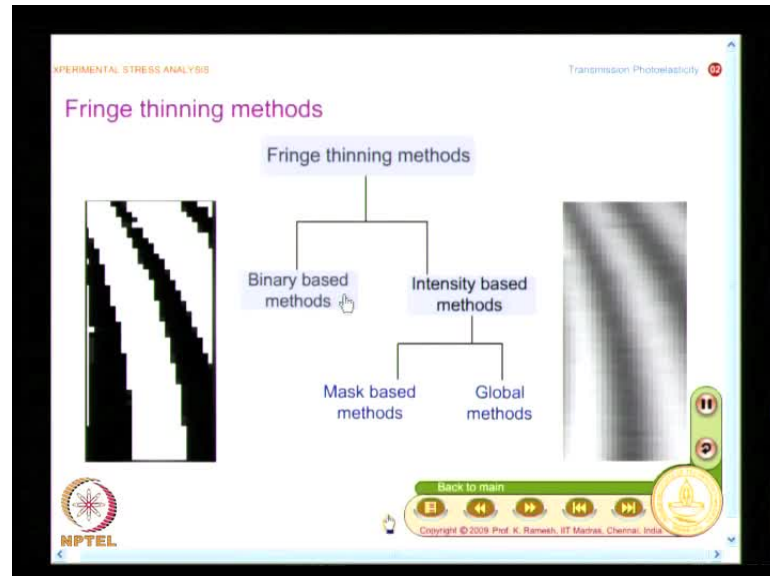 XPERIMENTAL STRESS ANALYSIS
Transmission Photoelasticity 02
Fringe thinning methods
Fringe thinning methods
Binary based
methods
Intensity based
methods
Mask based
methods
Global
methods
Back to main
Copyright © 2009 Prof. K. Ramesh, IIT Madras, Chennai, India
NPTEL